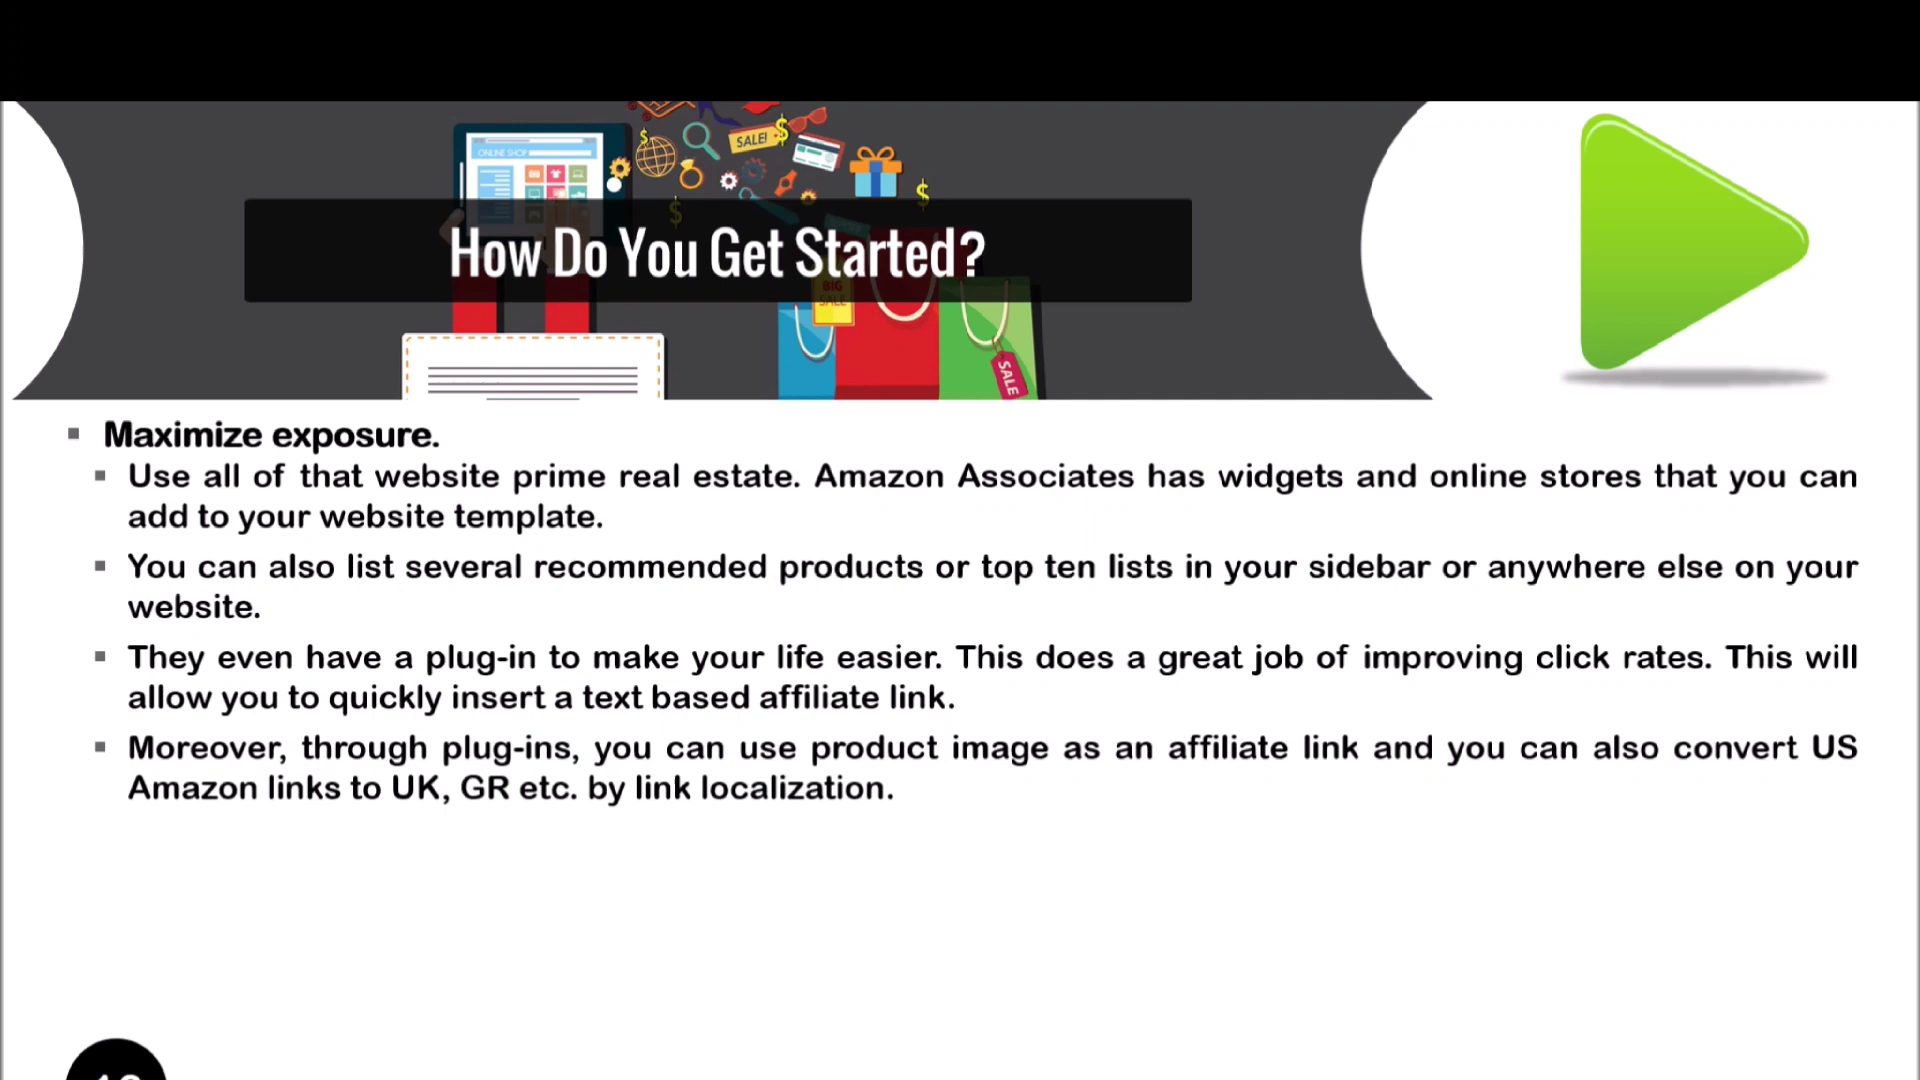 ONLINE SHOP
SALE!
How Do You Get Started?
BIG
SALE
SALE
Maximize exposure.
Use all of that website prime real estate. Amazon Associates has widgets and online stores that you can
add to your website template.
You can also list several recommended products or top ten lists in your sidebar or anywhere else on your
website.
They even have a plug-in to make your life easier. This does a great job of improving click rates. This will
allow you to quickly insert a text based affiliate link.
Moreover, through plug-ins, you can use product image as an affiliate link and you can also convert US
Amazon links to UK, GR etc. by link localization.